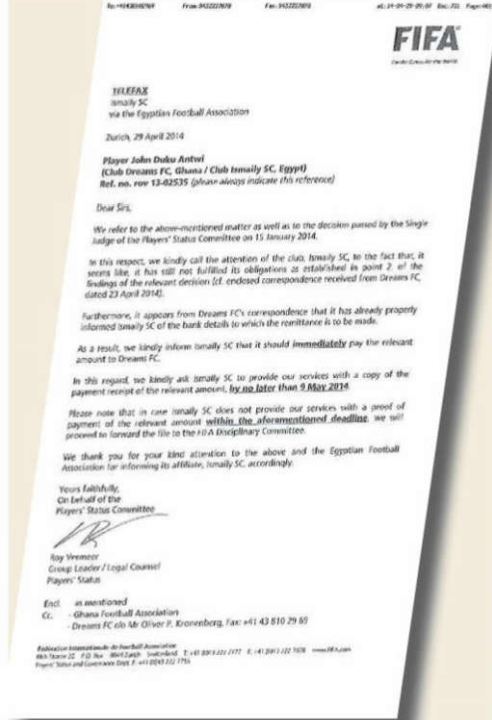 FIFA
For the Game. For the World.
TELEFAX
Ismaily SC
via the Egyptian Football Association
Zurich, 29 April 2014
Player John Duku Antwi
(Club Dreams FC, Ghana / Club Ismaily SC, Egypt)
Ref. no. rov 13-02535 (please always indicate this reference)
Dear Sirs,
We refer to the above-mentioned matter as well as to the decision passed by the Single
Judge of the Players' Status Committee on 15 January 2014.
In this respect, we kindly call the attention of the club, Ismaily SC, to the fact that, it
seems like, it has still not fulfilled its obligations as established in point 2. of the
findings of the relevant decision (cf. enclosed correspondence received from Dreams FC,
dated 23 April 2014).
Furthermore, it appears from Dreams FC's correspondence that it has already properly
informed Ismaily SC of the bank details to which the remittance is to be made.
As a result, we kindly inform Ismaily SC that it should immediately pay the relevant
amount to Dreams FC.
In this regard, we kindly ask Ismaily SC to provide our services with a copy of the
payment receipt of the relevant amount, by no later than 9 May 2014.
Please note that in case Ismaily SC does not provide our services with a proof of
payment of the relevant amount within the aforementioned deadline, we will
proceed to forward the file to the FIFA Disciplinary Committee.
We thank you for your kind attention to the above and the Egyptian Football
Association for informing its affiliate, Ismaily SC, accordingly.
Yours faithfully,
On behalf of the
Players' Status Committee
Roy Vermeer
Group Leader / Legal Counsel
Players' Status
Encl. as mentioned
Cc. - Ghana Football Association
- Dreams FC c/o Mr Oliver P. Kronenberg, Fax: +41 43 810 29 69
Fédération Internationale de Football Association